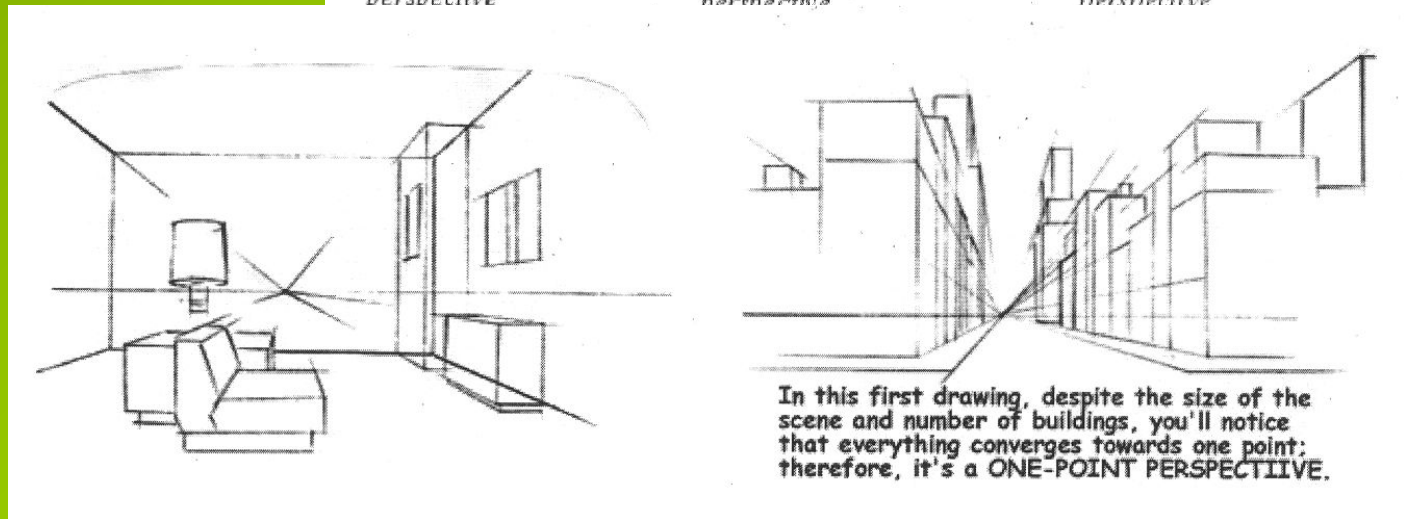 In this first drawing, despite the size of the
scene and number of buildings, you'll notice
that everything converges towards one point;
therefore, it's a ONE-POINT PERSPECTIIVE.